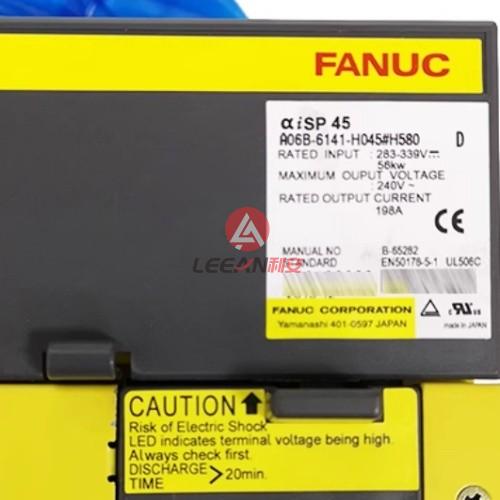 FANUC
αiSP 45
A06B-6141-H045#H580 D
RATED INPUT : 283-339V
56kw
MAXIMUM OUPUT VOLTAGE
: 240V ~
RATED OUTPUT CURRENT
198A
CE
LEEAN科安
MANUAL NO. B-65282
STANDARD EN50178-5-1 UL506C
FANUC CORPORATION
Yamanashi 401-0597 JAPAN
made in JAPAN
CAUTION
Risk of Electric Shock
LED indicates terminal voltage being high.
Always check first.
DISCHARGE
TIME >20min.